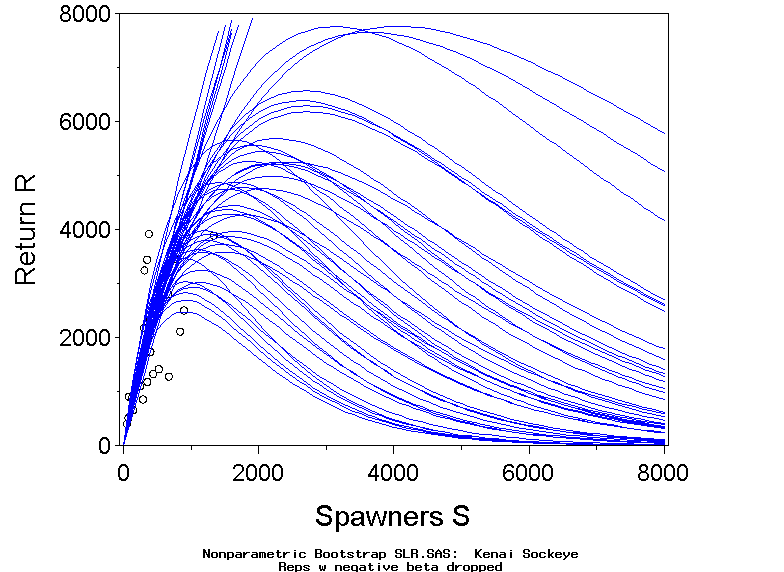 8000
6000
4000
2000
0
Return R
0 2000 4000 6000 8000
Spawners S
Nonparametric Bootstrap SLR.SAS:  Kenai Sockeye
Reps w negative beta dropped